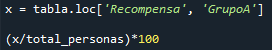 x = tabla.loc['Recompensa', 'GrupoA']
(x/total_personas)*100